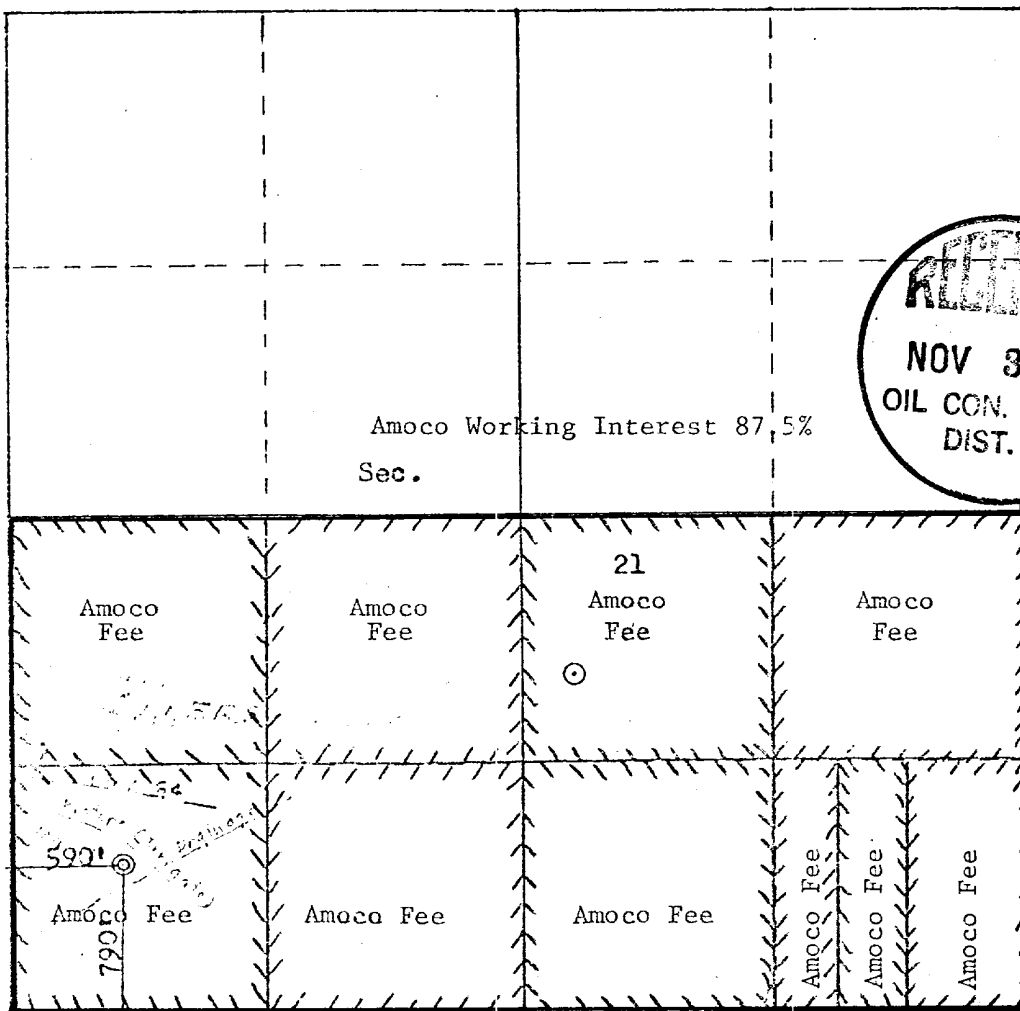 RECEI
NOV 3
OIL CON.
DIST.
Amoco Working Interest 87.5%
Sec.
21
Amoco
Fee
Amoco
Fee
Amoco
Fee
Amoco
Fee
590'
790'
Amoco Fee
Amoco Fee
Amoco Fee
Amoco Fee
Amoco Fee
Amoco Fee